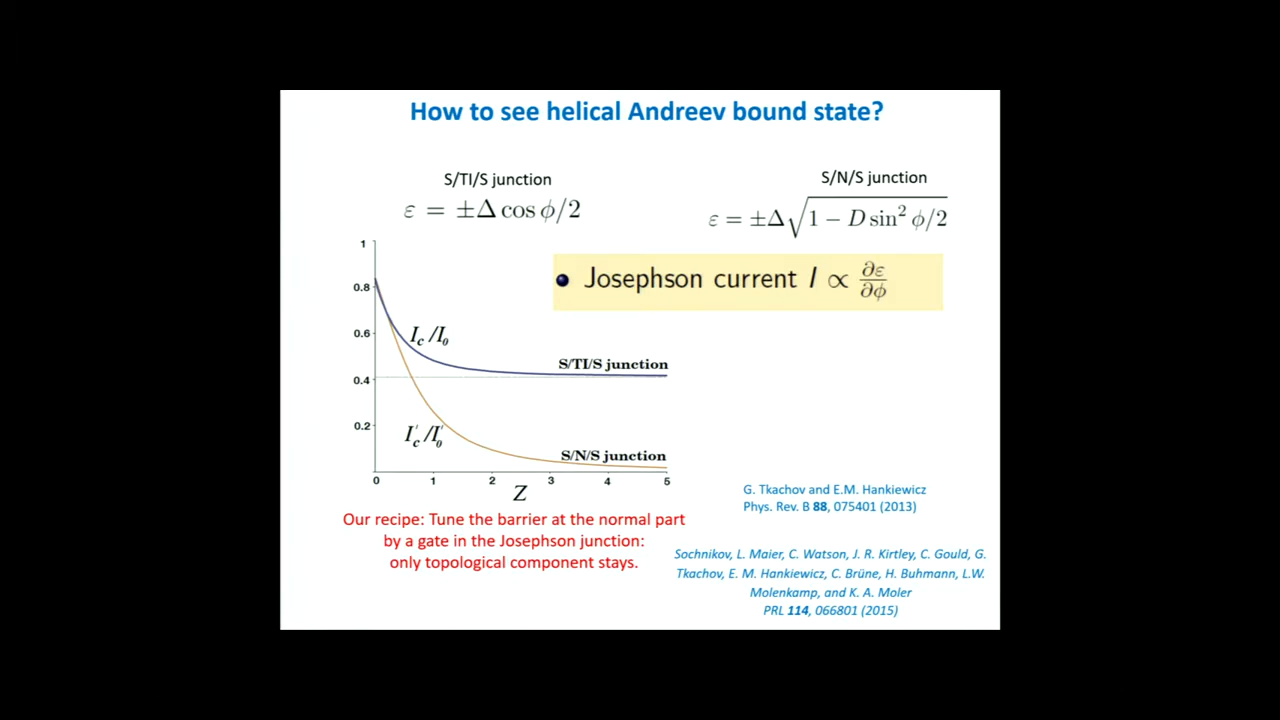 How to see helical Andreev bound state?
S/TI/S junction
ε = ±Δ cos ϕ/2
S/N/S junction
ε = ±Δ√(1 − D sin² ϕ/2)
• Josephson current I ∝ ∂ε/∂ϕ
1
0.8
0.6
0.4
0.2
I_c /I_0
S/TI/S junction
I'_c /I'_0
S/N/S junction
0 1 2 3 4 5
Z
Our recipe: Tune the barrier at the normal part
by a gate in the Josephson junction:
only topological component stays.
G. Tkachov and E.M. Hankiewicz
Phys. Rev. B 88, 075401 (2013)
Sochnikov, L. Maier, C. Watson, J. R. Kirtley, C. Gould, G.
Tkachov, E. M. Hankiewicz, C. Brüne, H. Buhmann, L.W.
Molenkamp, and K. A. Moler
PRL 114, 066801 (2015)